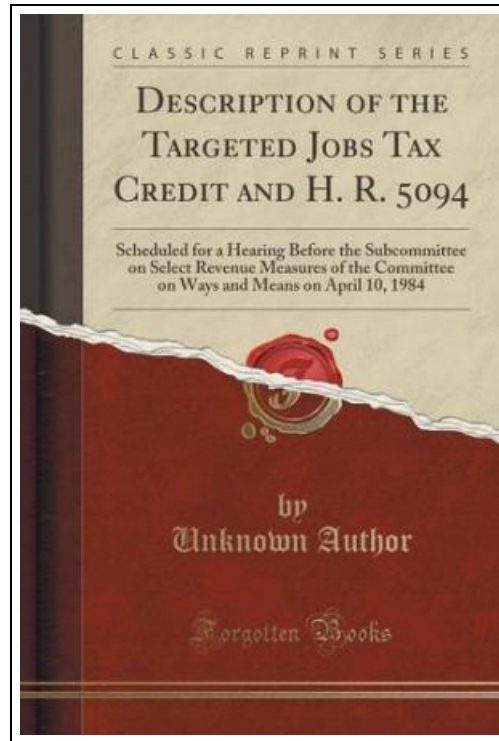 CLASSIC REPRINT SERIES
DESCRIPTION OF THE
TARGETED JOBS TAX
CREDIT AND H. R. 5094
Scheduled for a Hearing Before the Subcommittee
on Select Revenue Measures of the Committee
on Ways and Means on April 10, 1984
by
Unknown Author
Forgotten Books